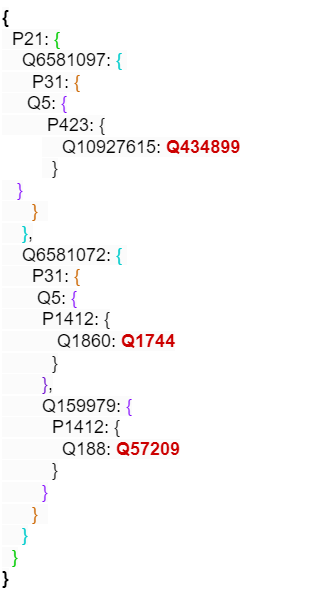 {
P21: {
Q6581097: {
P31: {
Q5: {
P423: {
Q10927615: Q434899
}
}
}
},
Q6581072: {
P31: {
Q5: {
P1412: {
Q1860: Q1744
}
},
Q159979: {
P1412: {
Q188: Q57209
}
}
}
}
}
}